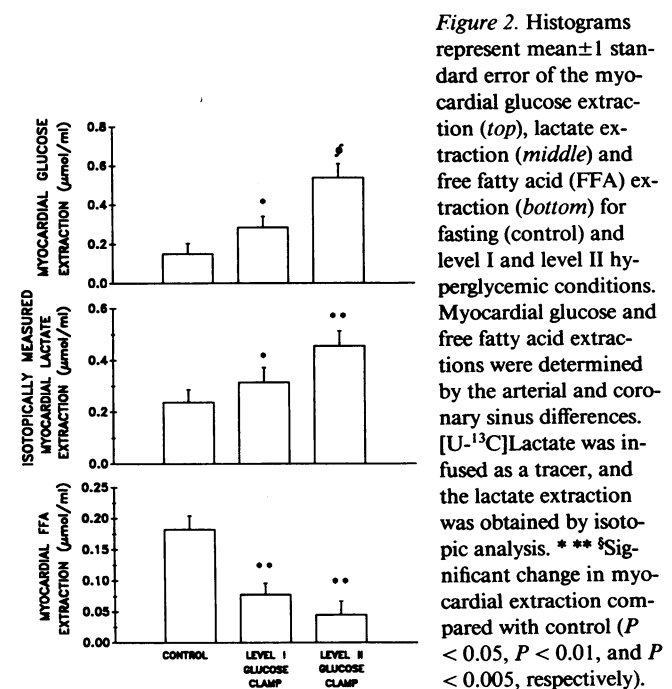 Figure 2. Histograms
represent mean±1 stan-
dard error of the myo-
cardial glucose extrac-
tion (top), lactate ex-
traction (middle) and
free fatty acid (FFA) ex-
traction (bottom) for
fasting (control) and
level I and level II hy-
perglycemic conditions.
Myocardial glucose and
free fatty acid extrac-
tions were determined
by the arterial and coro-
nary sinus differences.
[U-¹³C]Lactate was in-
fused as a tracer, and
the lactate extraction
was obtained by isoto-
pic analysis. * ** §Sig-
nificant change in myo-
cardial extraction com-
pared with control (P
< 0.05, P < 0.01, and P
< 0.005, respectively).
MYOCARDIAL GLUCOSE
EXTRACTION (μmol/ml)
0.8
0.6
0.4
0.2
0.0
*
§
ISOTOPICALLY MEASURED
MYOCARDIAL LACTATE
EXTRACTION (μmol/ml)
0.6
0.4
0.2
0.0
*
**
MYOCARDIAL FFA
EXTRACTION (μmol/ml)
0.25
0.20
0.15
0.10
0.05
0.00
**
**
CONTROL
LEVEL I
GLUCOSE
CLAMP
LEVEL II
GLUCOSE
CLAMP